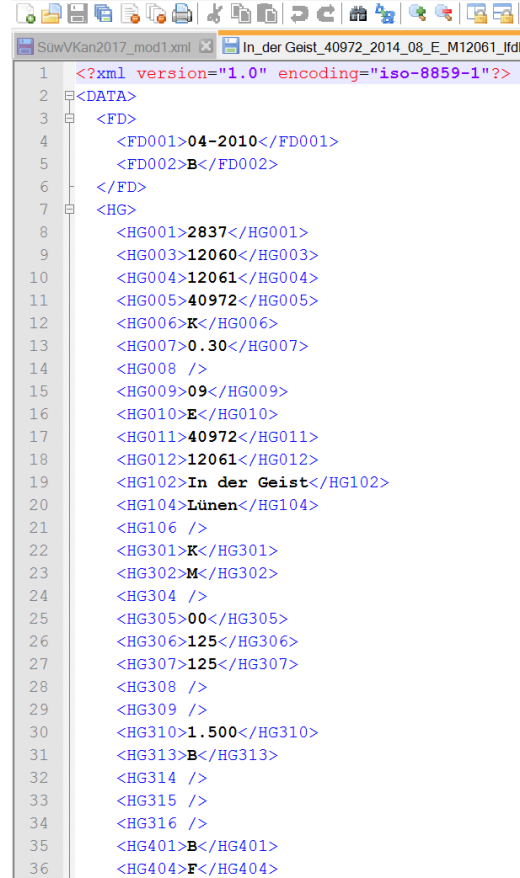 SüwVKan2017_mod1.xml In_der Geist_40972_2014_08_E_M12061_lfd
1 <?xml version="1.0" encoding="iso-8859-1"?>
2 <DATA>
3 <FD>
4 <FD001>04-2010</FD001>
5 <FD002>B</FD002>
6 </FD>
7 <HG>
8 <HG001>2837</HG001>
9 <HG003>12060</HG003>
10 <HG004>12061</HG004>
11 <HG005>40972</HG005>
12 <HG006>K</HG006>
13 <HG007>0.30</HG007>
14 <HG008 />
15 <HG009>09</HG009>
16 <HG010>E</HG010>
17 <HG011>40972</HG011>
18 <HG012>12061</HG012>
19 <HG102>In der Geist</HG102>
20 <HG104>Lünen</HG104>
21 <HG106 />
22 <HG301>K</HG301>
23 <HG302>M</HG302>
24 <HG304 />
25 <HG305>00</HG305>
26 <HG306>125</HG306>
27 <HG307>125</HG307>
28 <HG308 />
29 <HG309 />
30 <HG310>1.500</HG310>
31 <HG313>B</HG313>
32 <HG314 />
33 <HG315 />
34 <HG316 />
35 <HG401>B</HG401>
36 <HG404>F</HG404>